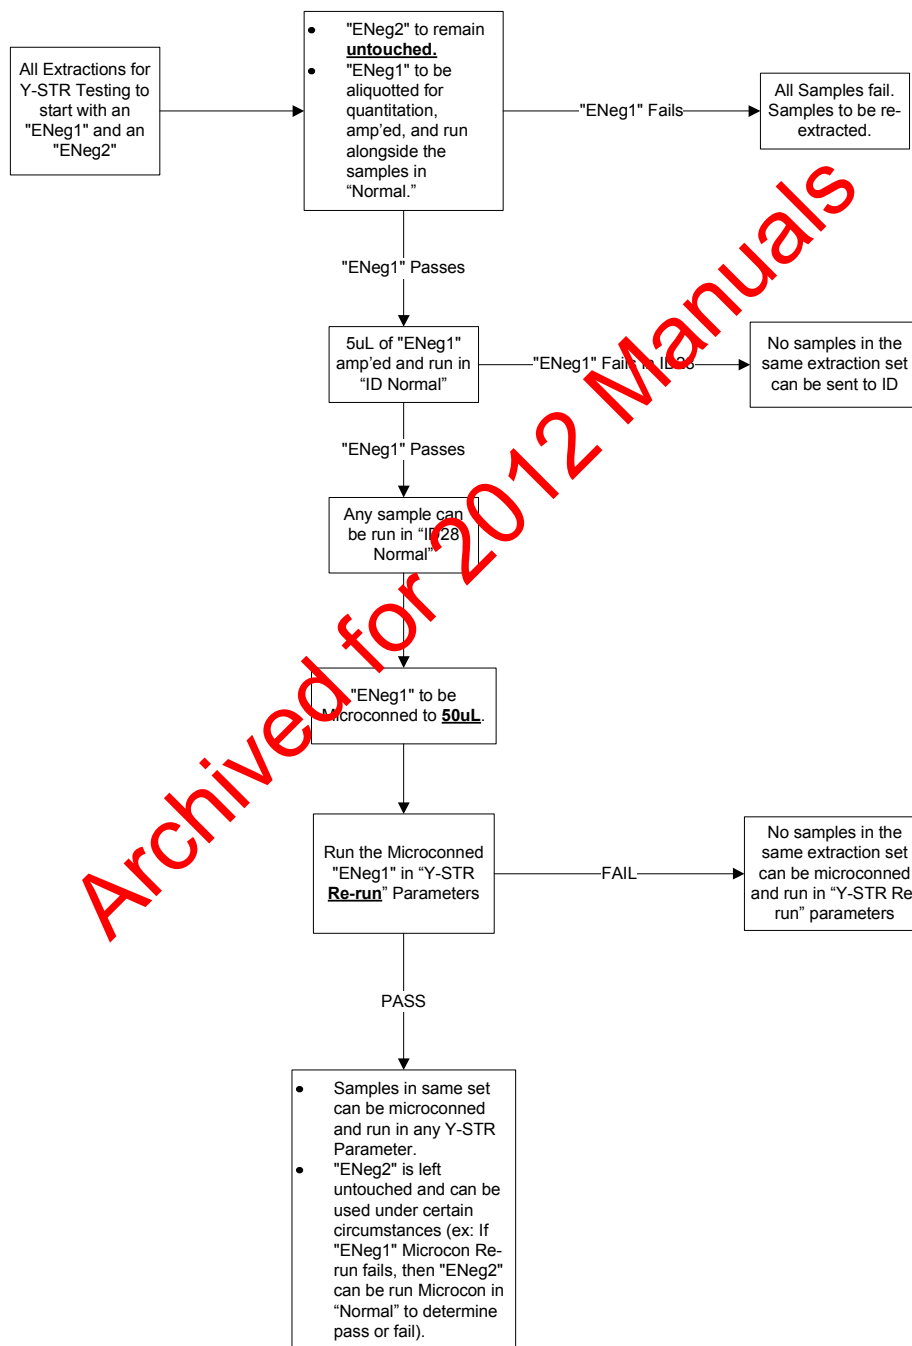 All Extractions for
Y-STR Testing to
start with an
"ENeg1" and an
"ENeg2"
● "ENeg2" to remain
untouched.
● "ENeg1" to be
aliquotted for
quantitation,
amp'ed, and run
alongside the
samples in
“Normal.”
"ENeg1" Fails
All Samples fail.
Samples to be re-
extracted.
"ENeg1" Passes
5uL of "ENeg1"
amp'ed and run in
“ID Normal”
"ENeg1" Fails in ID28
No samples in the
same extraction set
can be sent to ID
"ENeg1" Passes
Any sample can
be run in “ID28
Normal”
"ENeg1" to be
Microconned to 50uL.
Run the Microconned
"ENeg1" in “Y-STR
Re-run” Parameters
FAIL
No samples in the
same extraction set
can be microconned
and run in “Y-STR Re-
run” parameters
PASS
● Samples in same set
can be microconned
and run in any Y-STR
Parameter.
● "ENeg2" is left
untouched and can be
used under certain
circumstances (ex: If
"ENeg1" Microcon Re-
run fails, then "ENeg2"
can be run Microcon in
“Normal” to determine
pass or fail).
Archived for 2012 Manuals